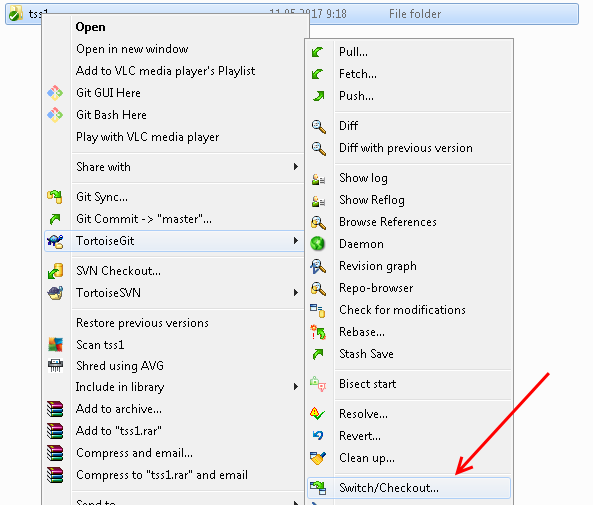 tss1 11.05.2017 9:18 File folder
Open
Open in new window
Add to VLC media player's Playlist
Git GUI Here
Git Bash Here
Play with VLC media player
Share with
Git Sync...
Git Commit -> "master"...
TortoiseGit
SVN Checkout...
TortoiseSVN
Restore previous versions
Scan tss1
Shred using AVG
Include in library
Add to archive...
Add to "tss1.rar"
Compress and email...
Compress to "tss1.rar" and email
Send to
Pull...
Fetch...
Push...
Diff
Diff with previous version
Show log
Show Reflog
Browse References
Daemon
Revision graph
Repo-browser
Check for modifications
Rebase...
Stash Save
Bisect start
Resolve...
Revert...
Clean up...
Switch/Checkout...